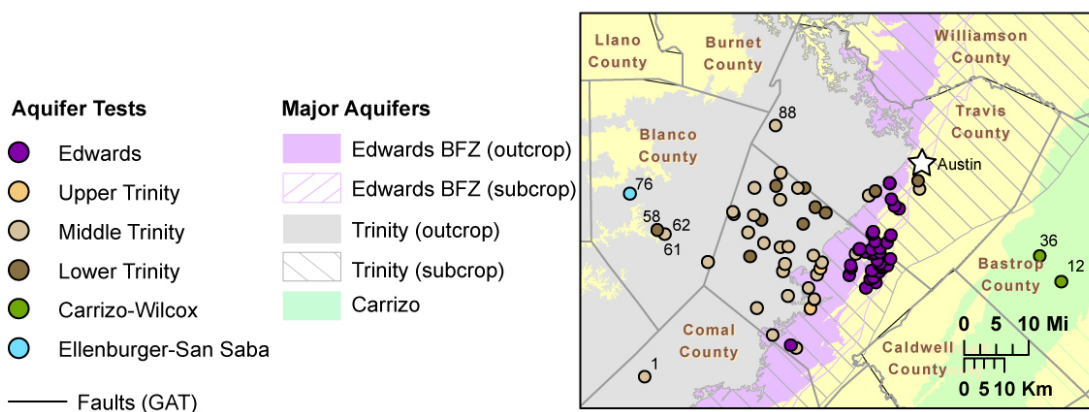 Aquifer Tests
Edwards
Upper Trinity
Middle Trinity
Lower Trinity
Carrizo-Wilcox
Ellenburger-San Saba
Faults (GAT)
Major Aquifers
Edwards BFZ (outcrop)
Edwards BFZ (subcrop)
Trinity (outcrop)
Trinity (subcrop)
Carrizo
Llano
County
Burnet
County
Williamson
County
Travis
County
88
Blanco
County
Austin
76
58
62
61
36
12
Bastrop
County
Comal
County
1
Caldwell
County
0 5 10 Mi
0 5 10 Km